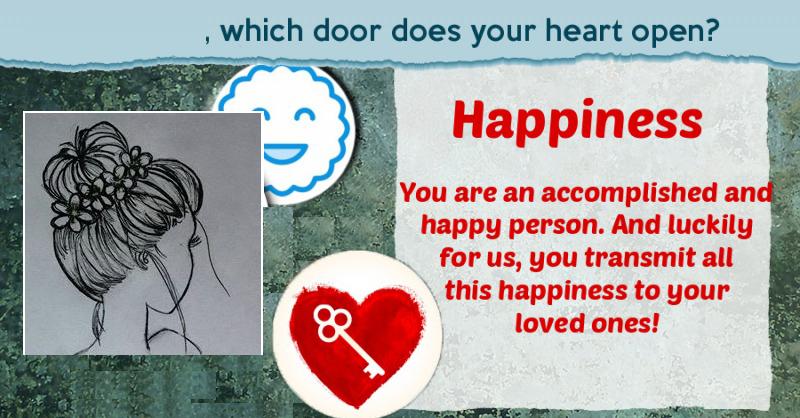 , which door does your heart open?
Happiness
You are an accomplished and
happy person. And luckily
for us, you transmit all
this happiness to your
loved ones!